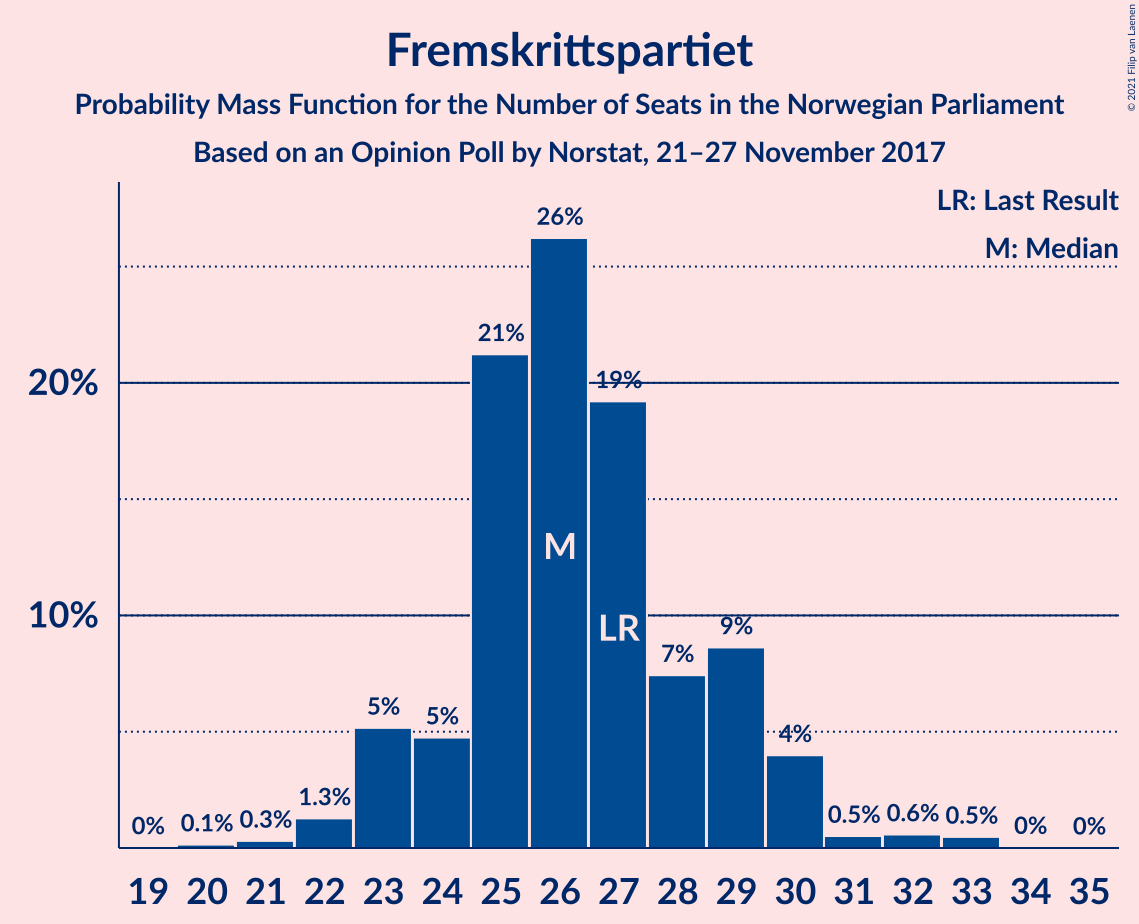 © 2021 Filip van Laenen
Fremskrittspartiet
Probability Mass Function for the Number of Seats in the Norwegian Parliament
Based on an Opinion Poll by Norstat, 21–27 November 2017
LR: Last Result
M: Median
26%
21%
20%
19%
M
10%
LR
9%
7%
5%
5%
4%
1.3%
0%
0.1%
0.3%
0.5%
0.6%
0.5%
0%
0%
19 20 21 22 23 24 25 26 27 28 29 30 31 32 33 34 35